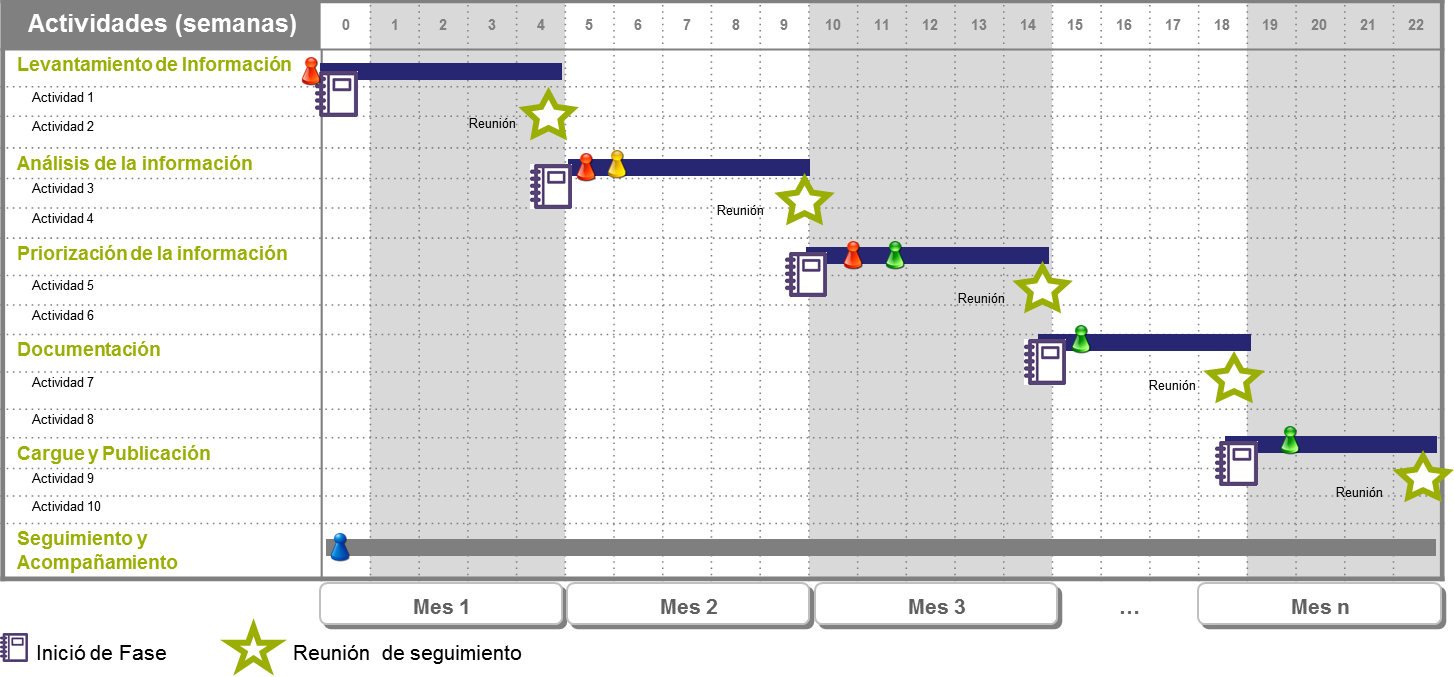 Actividades (semanas) 0 1 2 3 4 5 6 7 8 9 10 11 12 13 14 15 16 17 18 19 20 21 22
Levantamiento de Información
Actividad 1
Actividad 2 Reunión
Análisis de la información
Actividad 3
Actividad 4 Reunión
Priorización de la información
Actividad 5
Reunión
Actividad 6
Documentación
Actividad 7 Reunión
Actividad 8
Cargue y Publicación
Actividad 9
Reunión
Actividad 10
Seguimiento y
Acompañamiento
Mes 1 Mes 2 Mes 3 ... Mes n
Inició de Fase Reunión de seguimiento